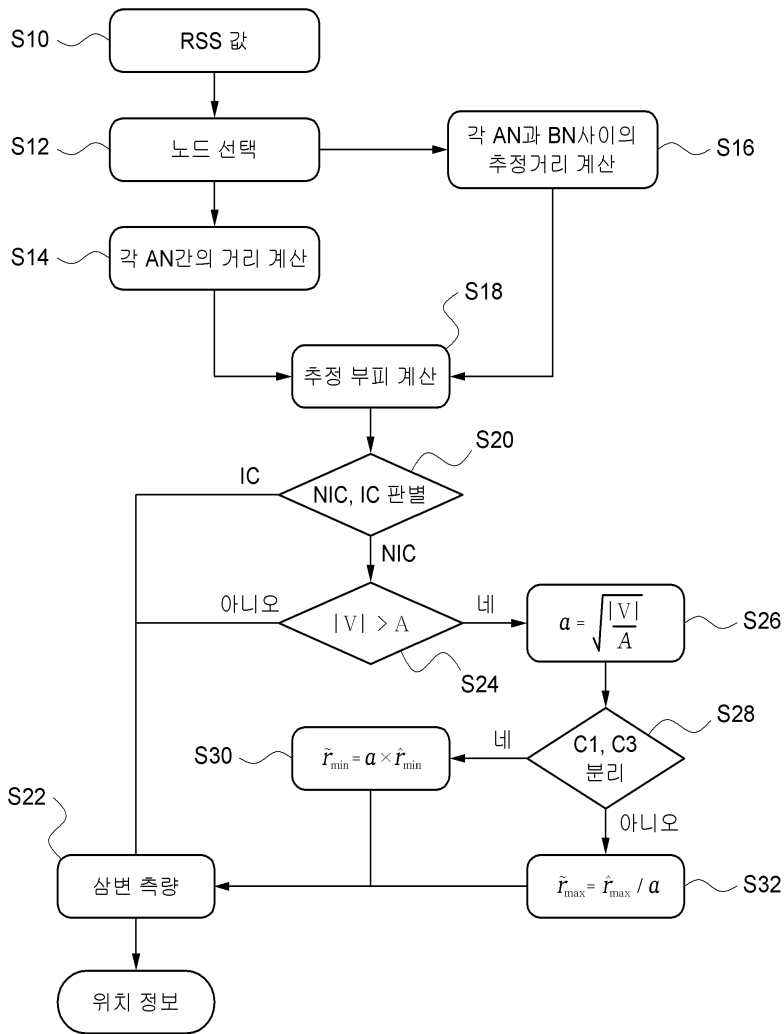 S10
RSS 값
S12
노드 선택
각 AN과 BN사이의
추정거리 계산
S16
S14
각 AN간의 거리 계산
S18
추정 부피 계산
S20
IC
NIC, IC 판별
NIC
아니오
|V| > A
네
S24
a = √(|V|/A)
S26
S28
C1, C3
분리
네
S30
r̃min = a × r̂min
아니오
S22
삼변 측량
r̃max = r̂max / a
S32
위치 정보